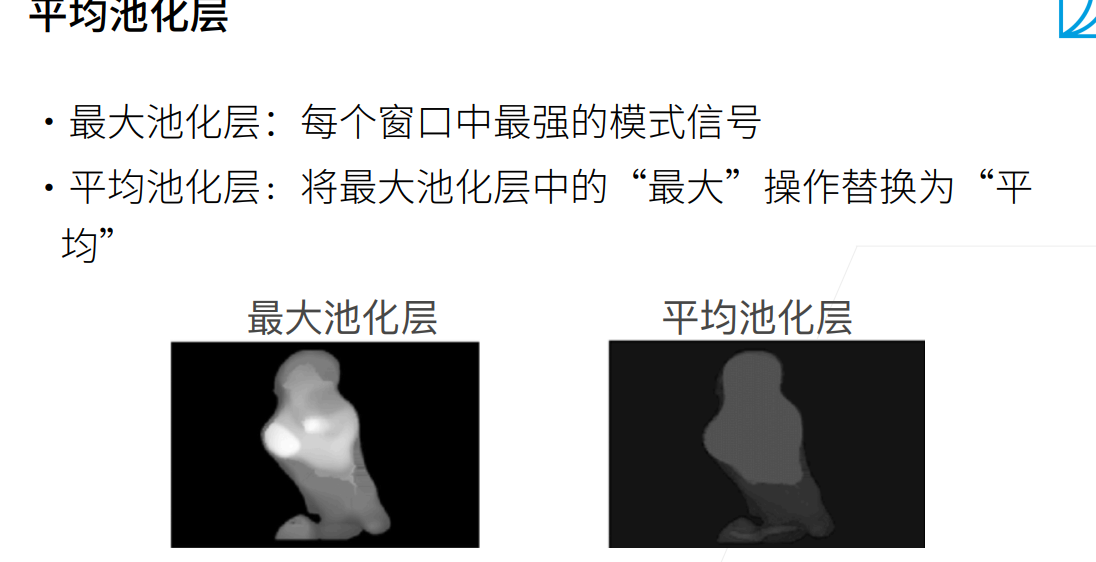 平均池化层
• 最大池化层：每个窗口中最强的模式信号
• 平均池化层：将最大池化层中的“最大”操作替换为“平
均”
最大池化层 平均池化层